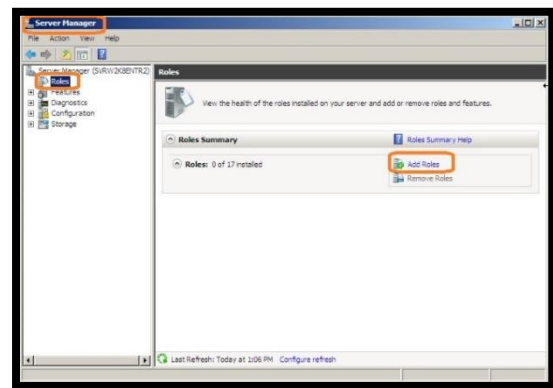 Server Manager
File Action View Help
Server Manager (SVRW2K8ENTR2)
Roles
Features
Diagnostics
Configuration
Storage
Roles
View the health of the roles installed on your server and add or remove roles and features.
Roles Summary
Roles Summary Help
Roles: 0 of 17 installed
Add Roles
Remove Roles
Last Refresh: Today at 1:06 PM Configure refresh